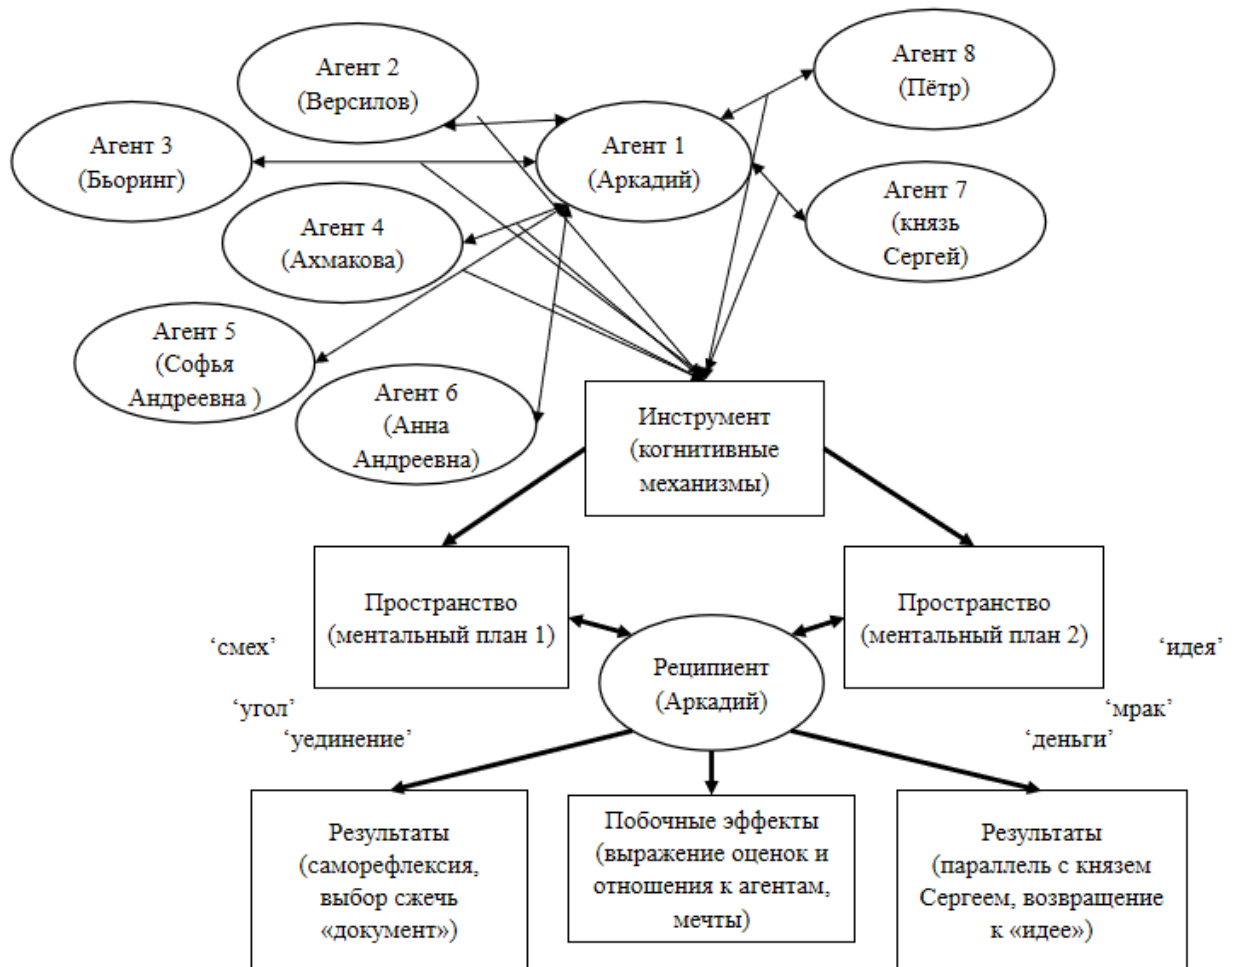 Агент 2
(Версилов)
Агент 8
(Пётр)
Агент 3
(Бьоринг)
Агент 1
(Аркадий)
Агент 4
(Ахмакова)
Агент 7
(князь
Сергей)
Агент 5
(Софья
Андреевна )
Агент 6
(Анна
Андреевна)
Инструмент
(когнитивные
механизмы)
Пространство
(ментальный план 1)
Пространство
(ментальный план 2)
‘смех’
‘идея’
Реципиент
(Аркадий)
‘угол’
‘мрак’
‘уединение’
‘деньги’
Результаты
(саморефлексия,
выбор сжечь
«документ»)
Побочные эффекты
(выражение оценок и
отношения к агентам,
мечты)
Результаты
(параллель с князем
Сергеем, возвращение
к «идее»)